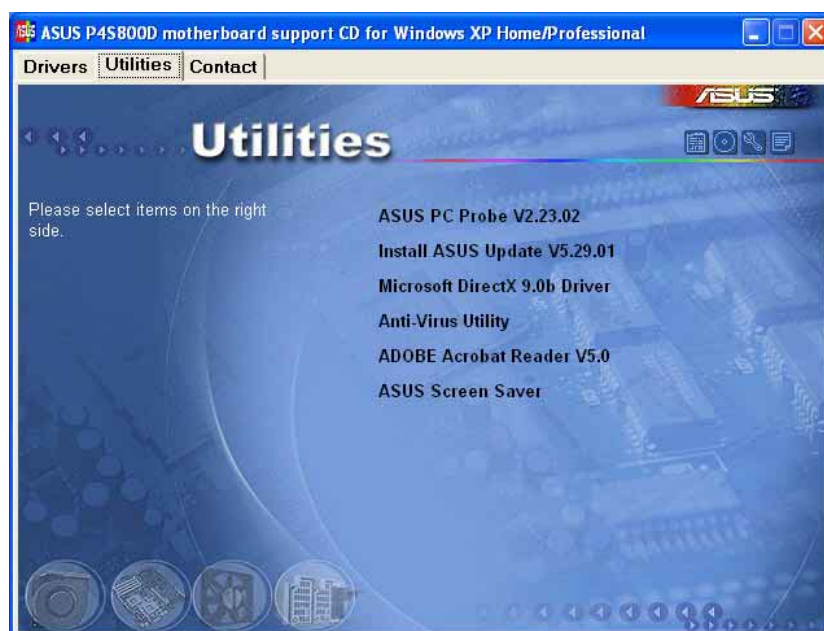 ASUS P4S800D motherboard support CD for Windows XP Home/Professional
Drivers Utilities Contact
ASUS
Utilities
Please select items on the right
side.
ASUS PC Probe V2.23.02
Install ASUS Update V5.29.01
Microsoft DirectX 9.0b Driver
Anti-Virus Utility
ADOBE Acrobat Reader V5.0
ASUS Screen Saver